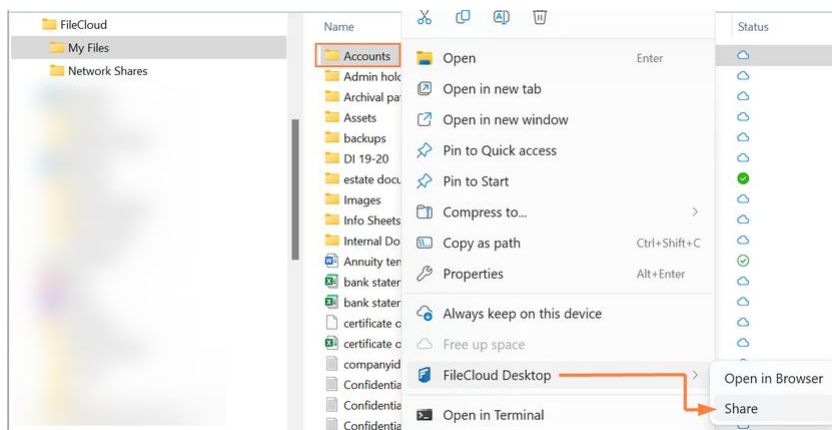 FileCloud
My Files
Network Shares
Name
Status
Accounts
Admin hold
Archival pa
Assets
backups
DI 19-20
estate docu
Images
Info Sheets
Internal Do
Annuity ten
bank stater
bank stater
certificate o
certificate o
companyid
Confidentia
Confidentia
Confidentia
Open Enter
Open in new tab
Open in new window
Pin to Quick access
Pin to Start
Compress to...
Copy as path Ctrl+Shift+C
Properties Alt+Enter
Always keep on this device
Free up space
FileCloud Desktop
Open in Terminal
Open in Browser
Share